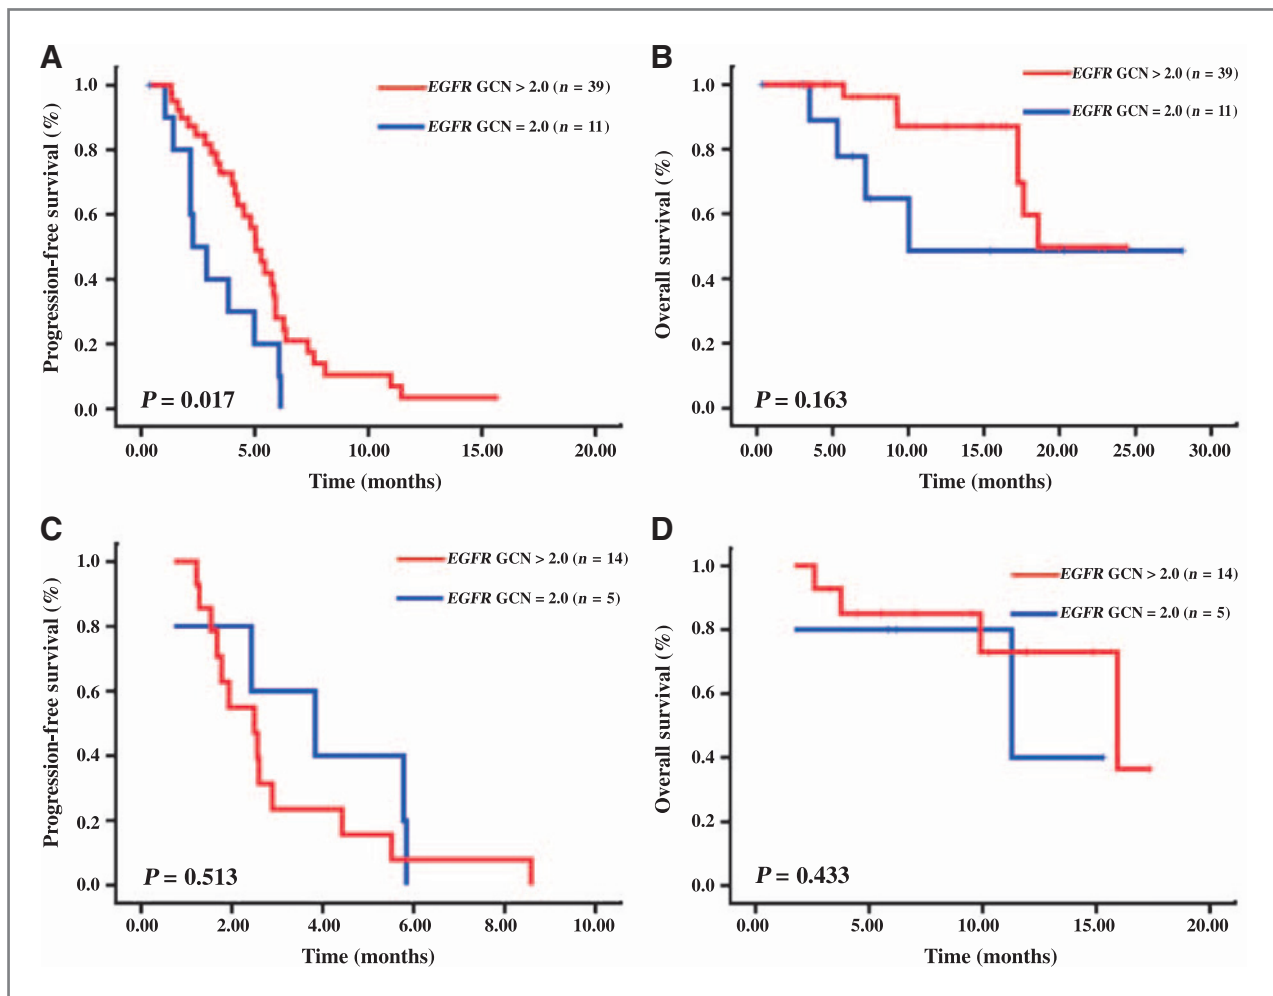 A
Progression-free survival (%)
1.0
0.8
0.6
0.4
0.2
0.0
EGFR GCN > 2.0 (n = 39)
EGFR GCN = 2.0 (n = 11)
P = 0.017
0.00 5.00 10.00 15.00 20.00
Time (months)
B
Overall survival (%)
1.0
0.8
0.6
0.4
0.2
0.0
EGFR GCN > 2.0 (n = 39)
EGFR GCN = 2.0 (n = 11)
P = 0.163
0.00 5.00 10.00 15.00 20.00 25.00 30.00
Time (months)
C
Progression-free survival (%)
1.0
0.8
0.6
0.4
0.2
0.0
EGFR GCN > 2.0 (n = 14)
EGFR GCN = 2.0 (n = 5)
P = 0.513
0.00 2.00 4.00 6.00 8.00 10.00
Time (months)
D
Overall survival (%)
1.0
0.8
0.6
0.4
0.2
0.0
EGFR GCN > 2.0 (n = 14)
EGFR GCN = 2.0 (n = 5)
P = 0.433
0.00 5.00 10.00 15.00 20.00
Time (months)